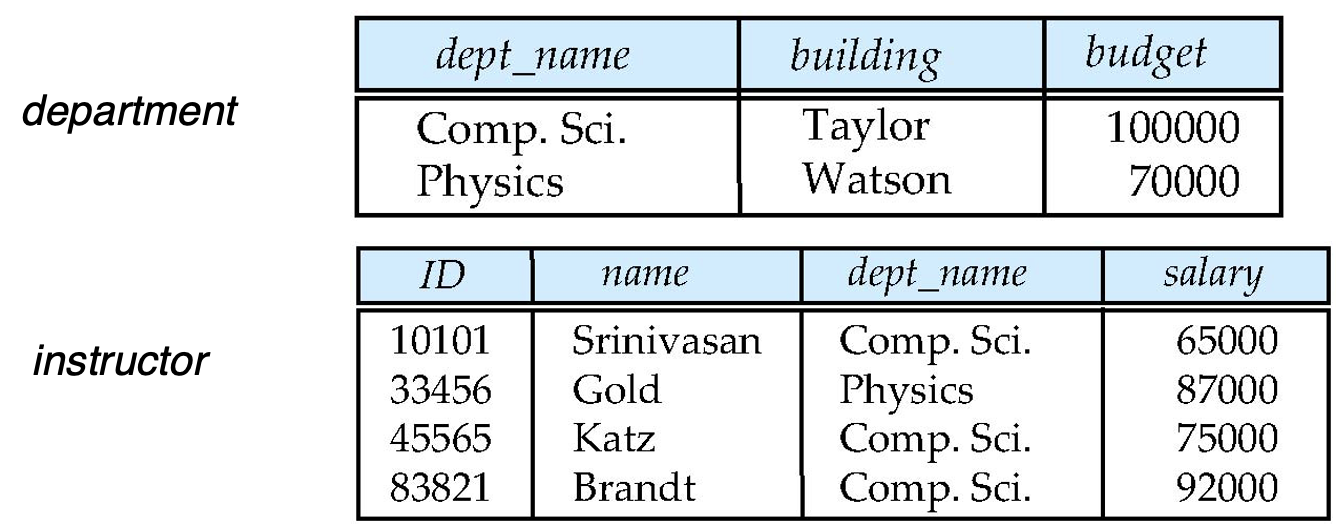 dept_name building budget
department
Comp. Sci. Taylor 100000
Physics Watson 70000
ID name dept_name salary
instructor
10101 Srinivasan Comp. Sci. 65000
33456 Gold Physics 87000
45565 Katz Comp. Sci. 75000
83821 Brandt Comp. Sci. 92000